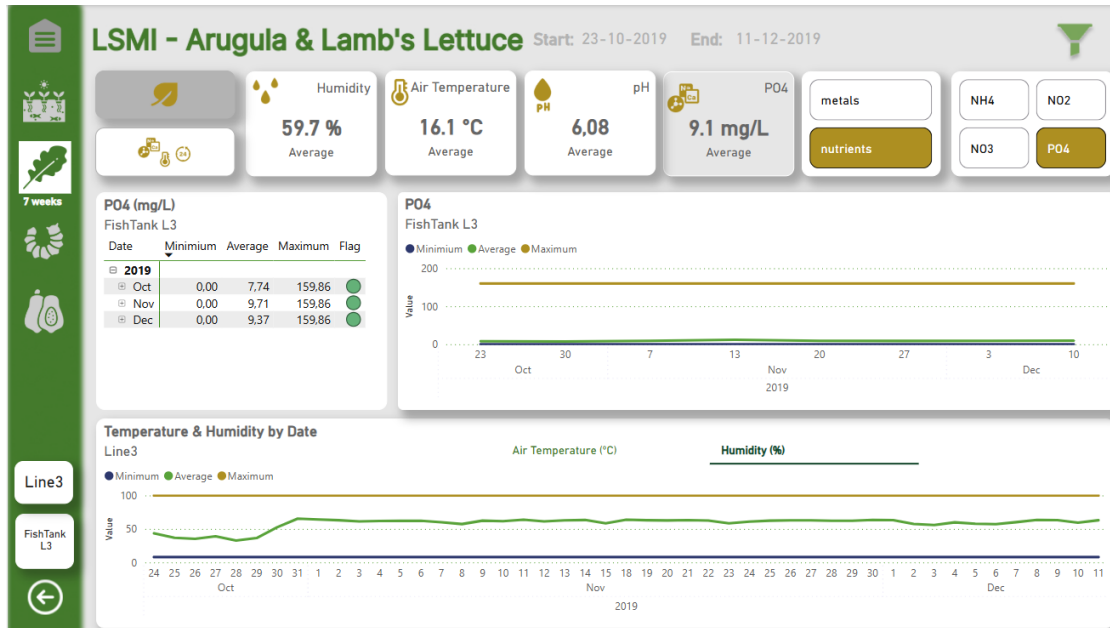 LSMI - Arugula & Lamb's Lettuce Start: 23-10-2019 End: 11-12-2019
Humidity
59.7 %
Average
Air Temperature
16.1 °C
Average
PH
pH
6,08
Average
Na
Ca
PO4
9.1 mg/L
Average
metals
nutrients
NH4 NO2
NO3 PO4
Na
Ca
24
7 weeks
PO4 (mg/L)
FishTank L3
Date Minimium Average Maximum Flag
2019
Oct 0,00 7,74 159,86
Nov 0,00 9,71 159,86
Dec 0,00 9,37 159,86
PO4
FishTank L3
Minimium Average Maximum
Value
200
100
0
23 30 7 13 20 27 3 10
Oct Nov Dec
2019
Temperature & Humidity by Date
Line3
Air Temperature (°C) Humidity (%)
Minimum Average Maximum
Value
100
50
0
24 25 26 27 28 29 30 31 1 2 3 4 5 6 7 8 9 10 11 12 13 14 15 18 19 20 21 22 23 24 25 26 27 28 29 30 1 2 3 4 5 6 7 8 9 10 11
Oct Nov Dec
2019
Line3
FishTank
L3